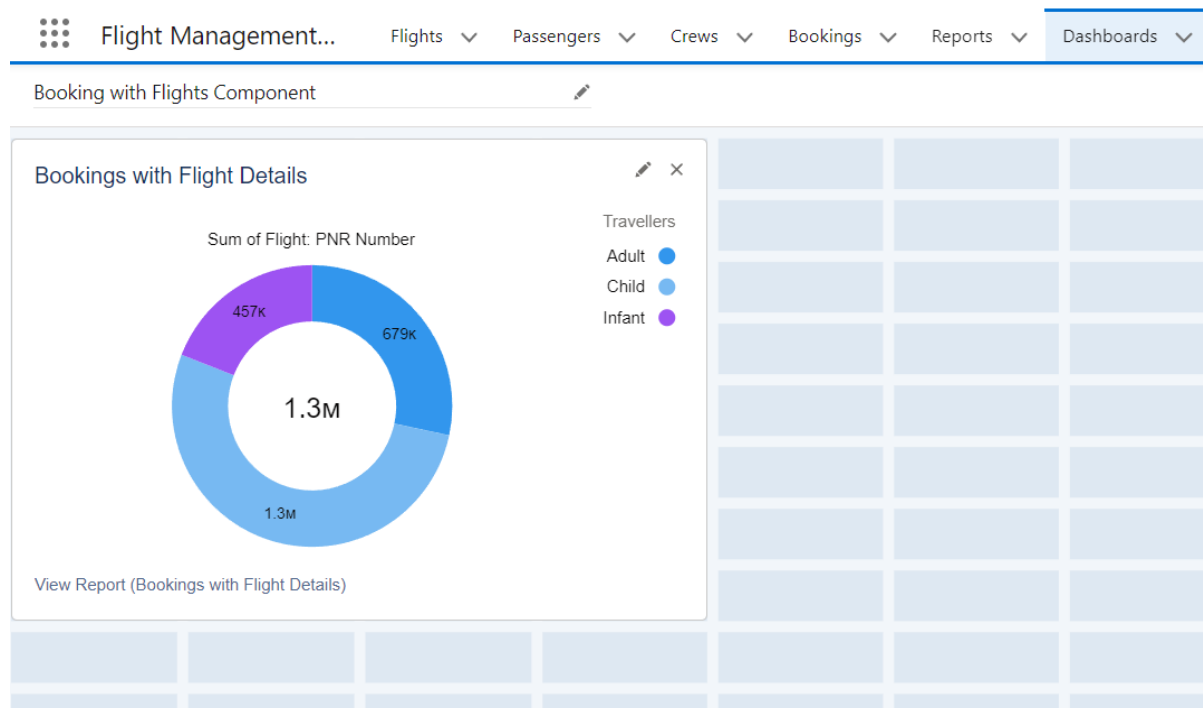 Flight Management... Flights Passengers Crews Bookings Reports Dashboards
Booking with Flights Component
Bookings with Flight Details
Travellers
Sum of Flight: PNR Number
Adult
Child
Infant
457K
679K
1.3M
1.3M
View Report (Bookings with Flight Details)